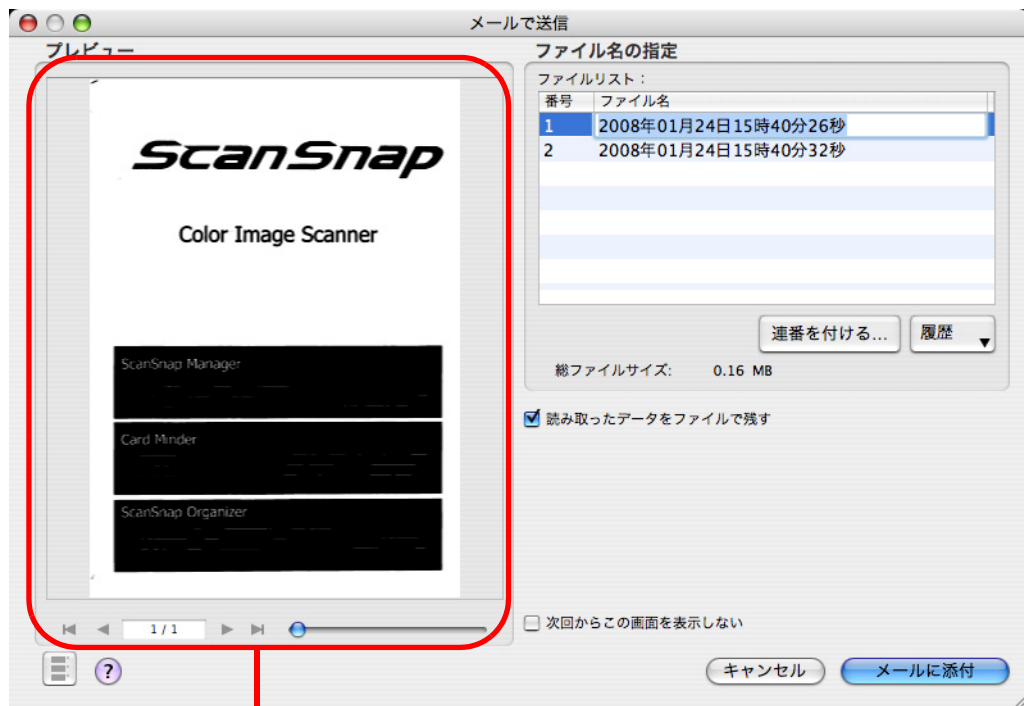 メールで送信
プレビュー
ScanSnap
Color Image Scanner
ScanSnap Manager
Card Minder
ScanSnap Organizer
1 / 1
?
ファイル名の指定
ファイルリスト：
番号 ファイル名
1 2008年01月24日15時40分26秒
2 2008年01月24日15時40分32秒
連番を付ける... 履歴
総ファイルサイズ: 0.16 MB
読み取ったデータをファイルで残す
次回からこの画面を表示しない
キャンセル メールに添付